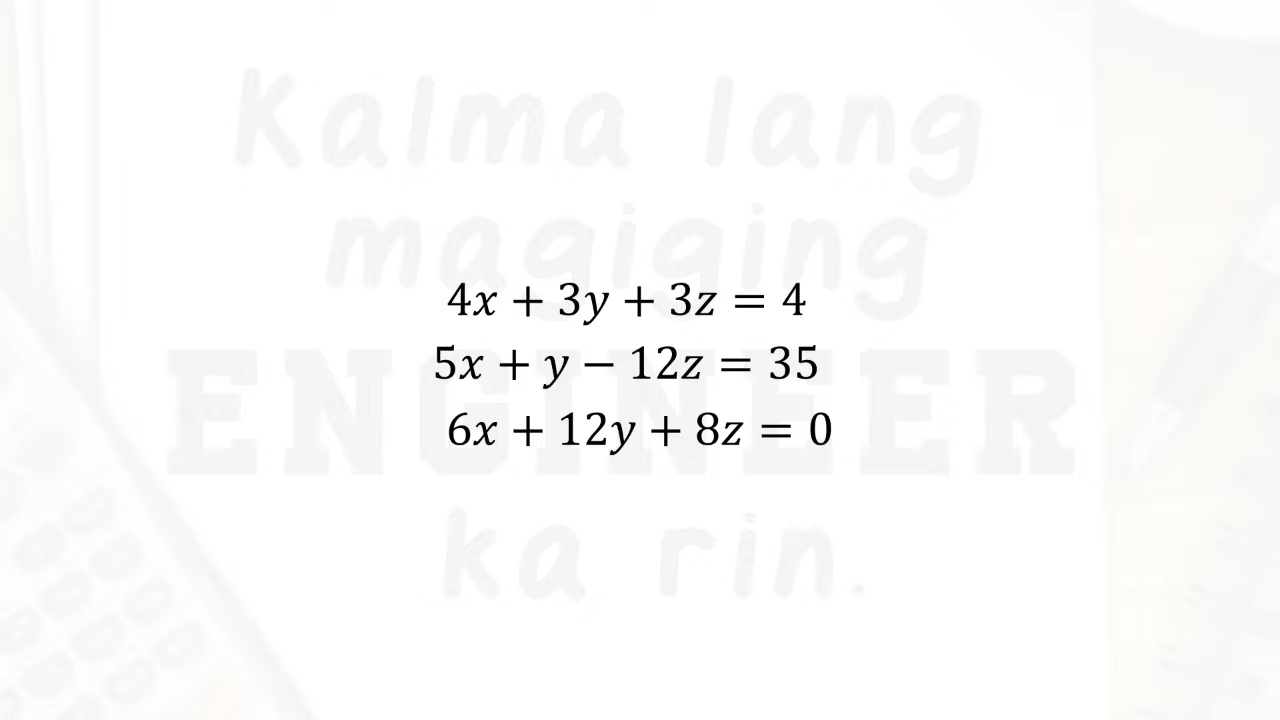 Kalma lang
magiging
4x + 3y + 3z = 4
5x + y − 12z = 35
ENGINEER
6x + 12y + 8z = 0
ka rin.